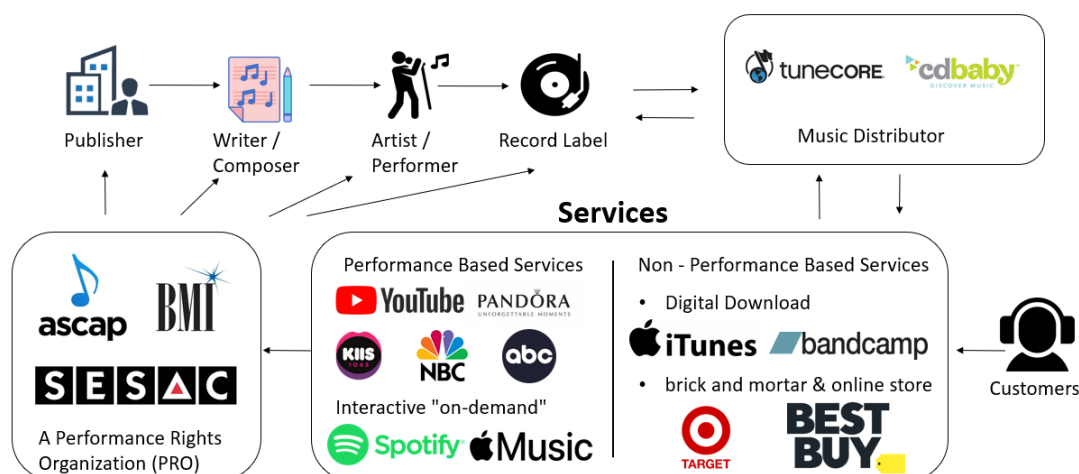 tunecore
cdbaby
DISCOVER MUSIC
Publisher
Writer /
Composer
Artist /
Performer
Record Label
Music Distributor
Services
ascap
BMI
SESAC
A Performance Rights
Organization (PRO)
Performance Based Services
YouTube
PANDÖRA
UNFORGETTABLE MOMENTS
KIIS
NBC
abc
Interactive "on-demand"
Spotify
Music
Non - Performance Based Services
• Digital Download
iTunes
bandcamp
• brick and mortar & online store
TARGET
BEST
BUY
Customers